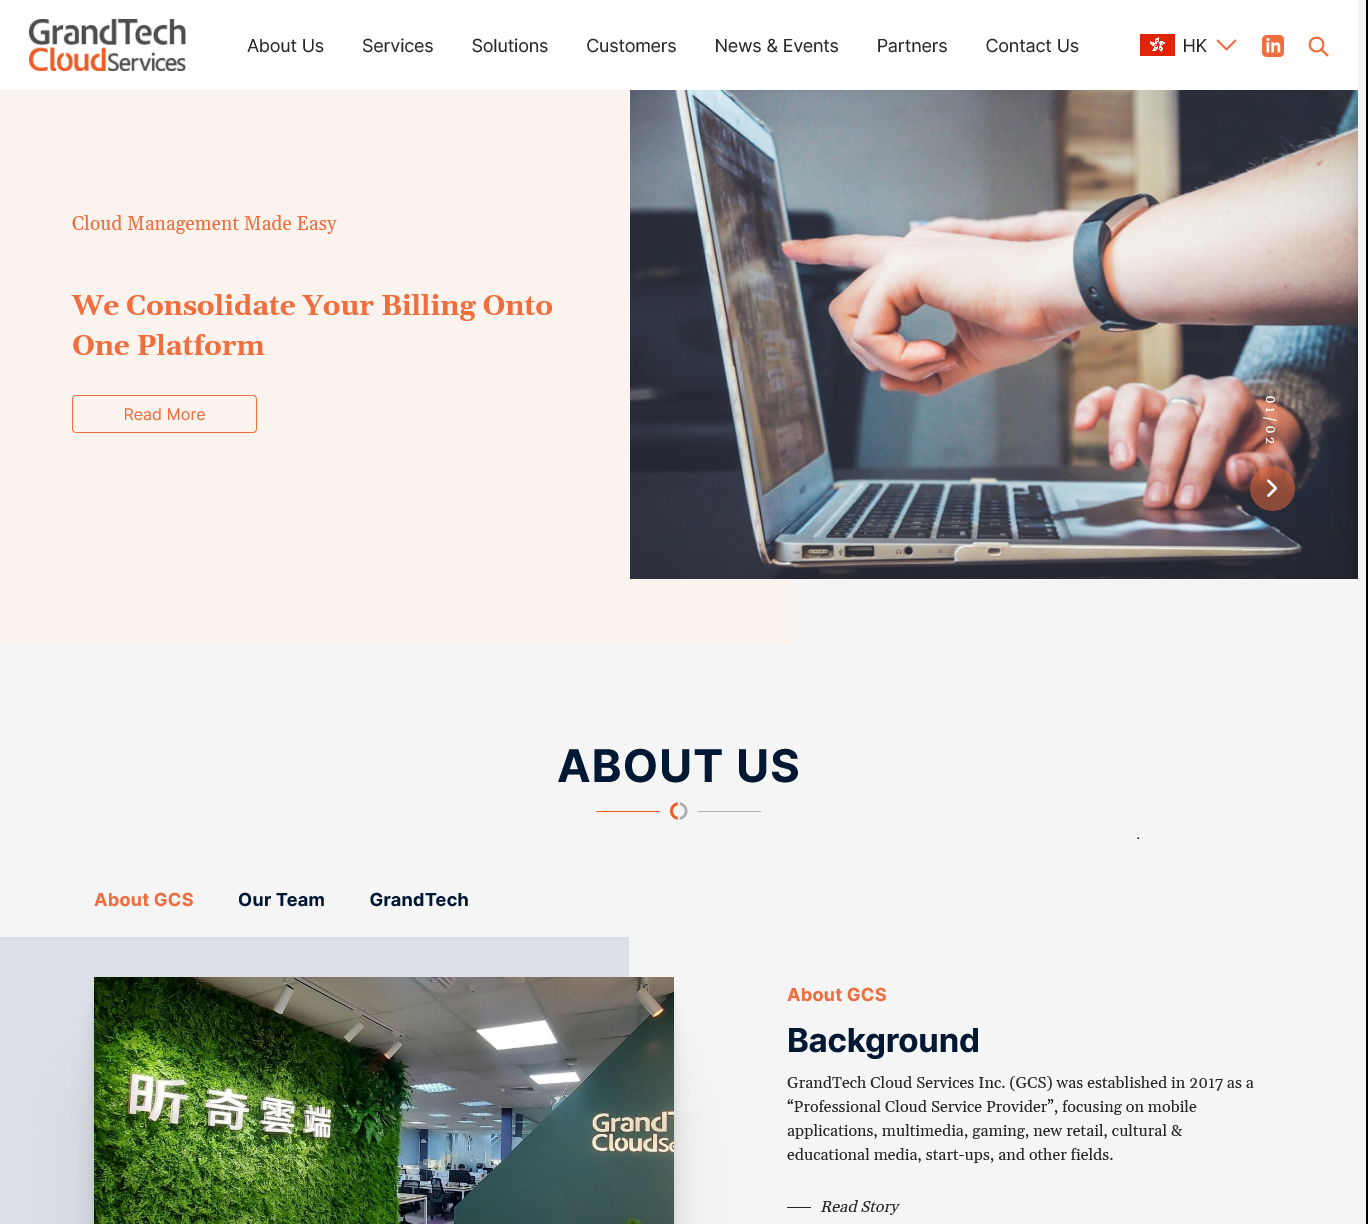 GrandTech
CloudServices
About Us
Services
Solutions
Customers
News & Events
Partners
Contact Us
HK
in
Cloud Management Made Easy
We Consolidate Your Billing Onto
One Platform
Read More
01/02
ABOUT US
About GCS
Our Team
GrandTech
昕奇雲端
Grand
Cloud
About GCS
Background
GrandTech Cloud Services Inc. (GCS) was established in 2017 as a
“Professional Cloud Service Provider”, focusing on mobile
applications, multimedia, gaming, new retail, cultural &
educational media, start-ups, and other fields.
Read Story